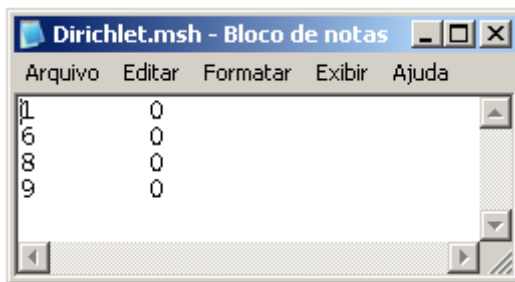 Dirichlet.msh - Bloco de notas
Arquivo Editar Formatar Exibir Ajuda
1 0
6 0
8 0
9 0